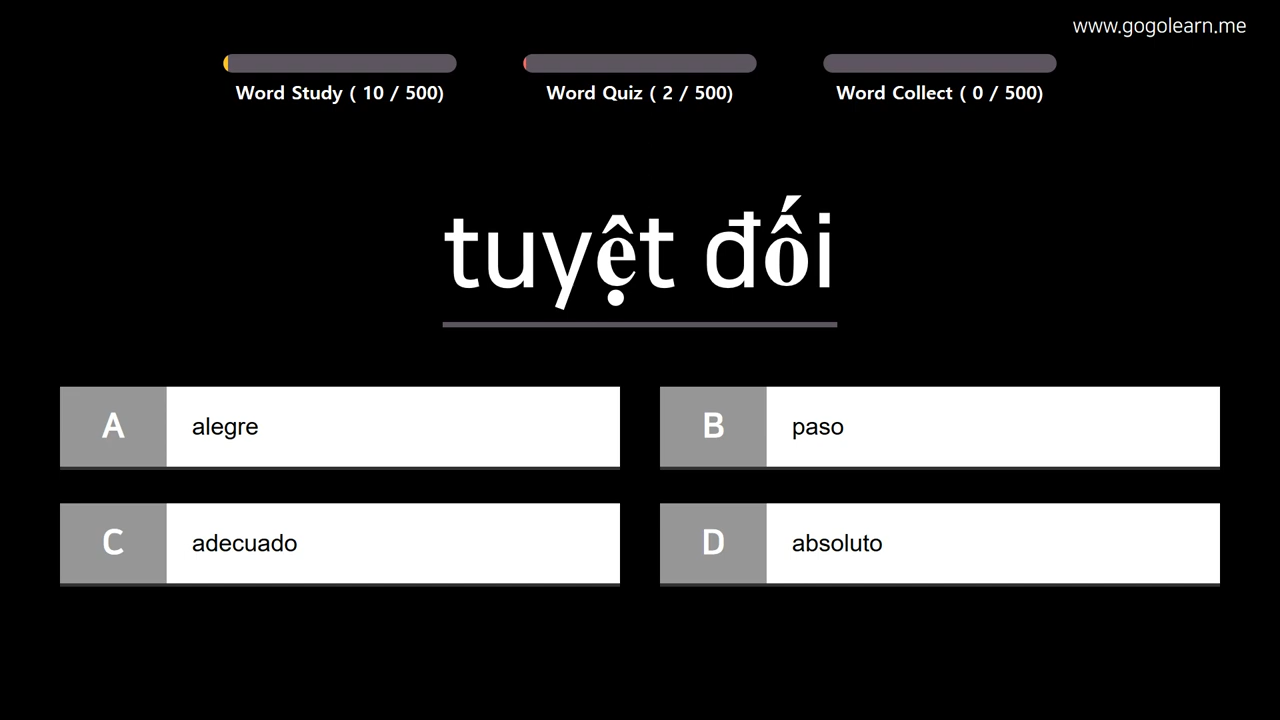 www.gogolearn.me
Word Study ( 10 / 500)
Word Quiz ( 2 / 500)
Word Collect ( 0 / 500)
tuyệt đối
A alegre
B paso
C adecuado
D absoluto